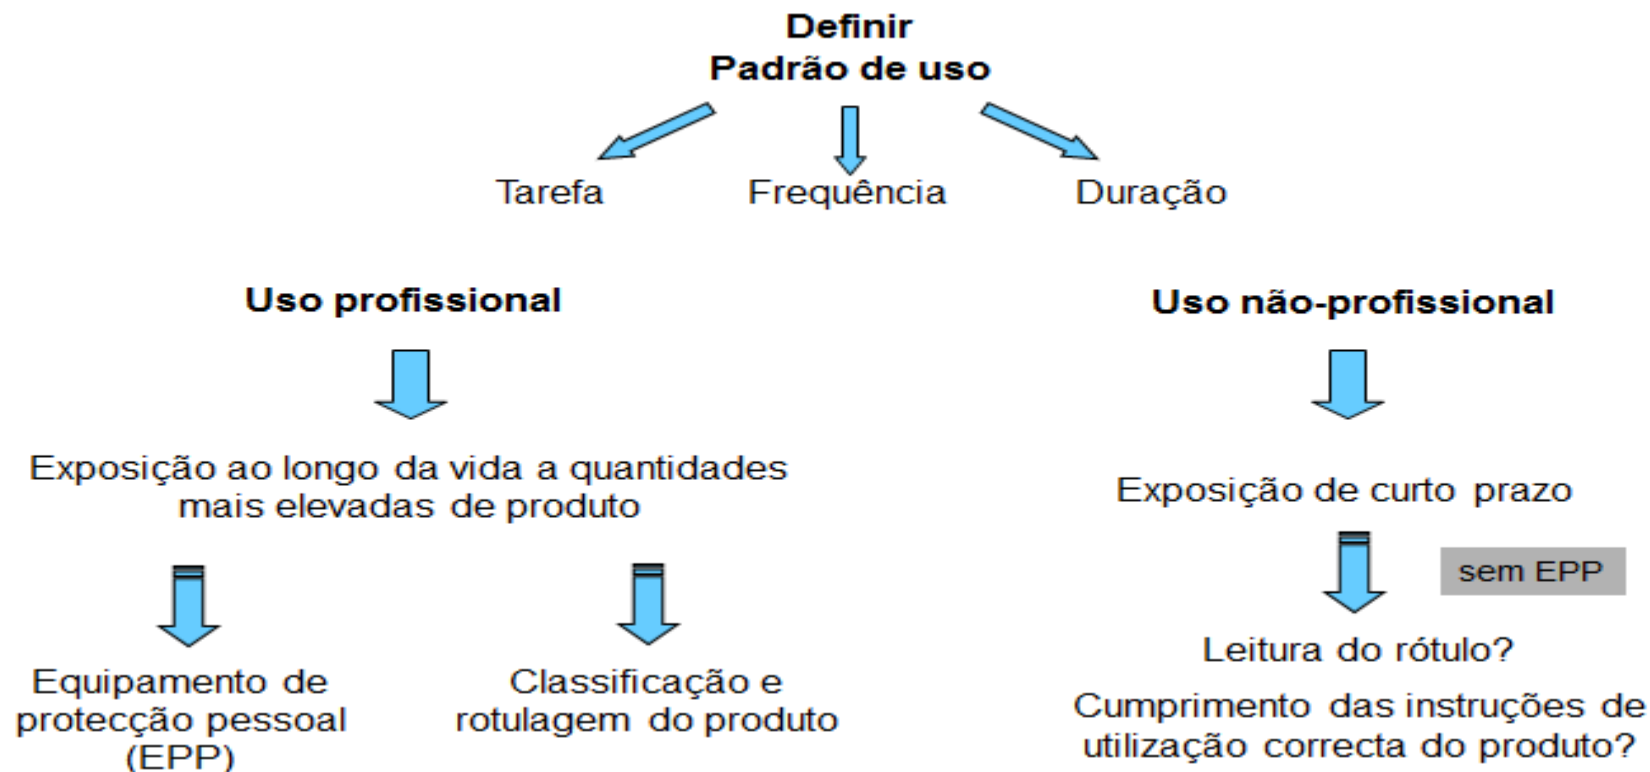 Definir
Padrão de uso
Tarefa
Frequência
Duração
Uso profissional
Uso não-profissional
Exposição ao longo da vida a quantidades
mais elevadas de produto
Exposição de curto prazo
sem EPP
Equipamento de
protecção pessoal
(EPP)
Classificação e
rotulagem do produto
Leitura do rótulo?
Cumprimento das instruções de
utilização correcta do produto?